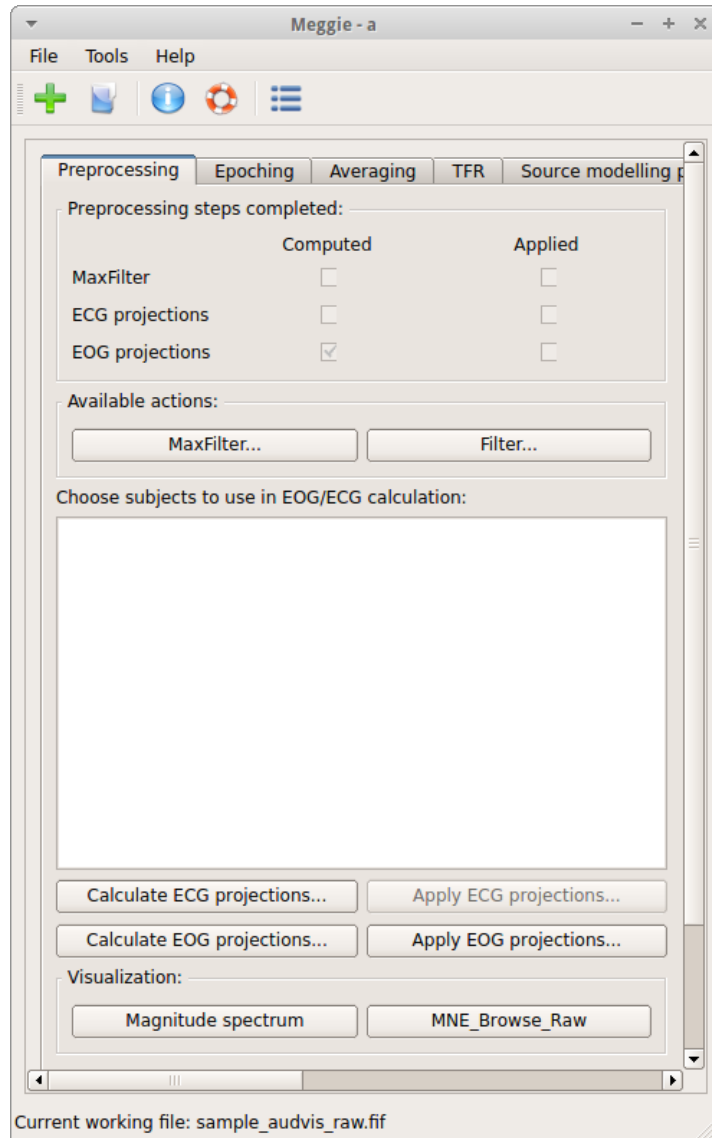 Meggie - a
File Tools Help
Preprocessing Epoching Averaging TFR Source modelling p
Preprocessing steps completed:
Computed Applied
MaxFilter
ECG projections
EOG projections
Available actions:
MaxFilter... Filter...
Choose subjects to use in EOG/ECG calculation:
Calculate ECG projections... Apply ECG projections...
Calculate EOG projections... Apply EOG projections...
Visualization:
Magnitude spectrum MNE_Browse_Raw
Current working file: sample_audvis_raw.fif